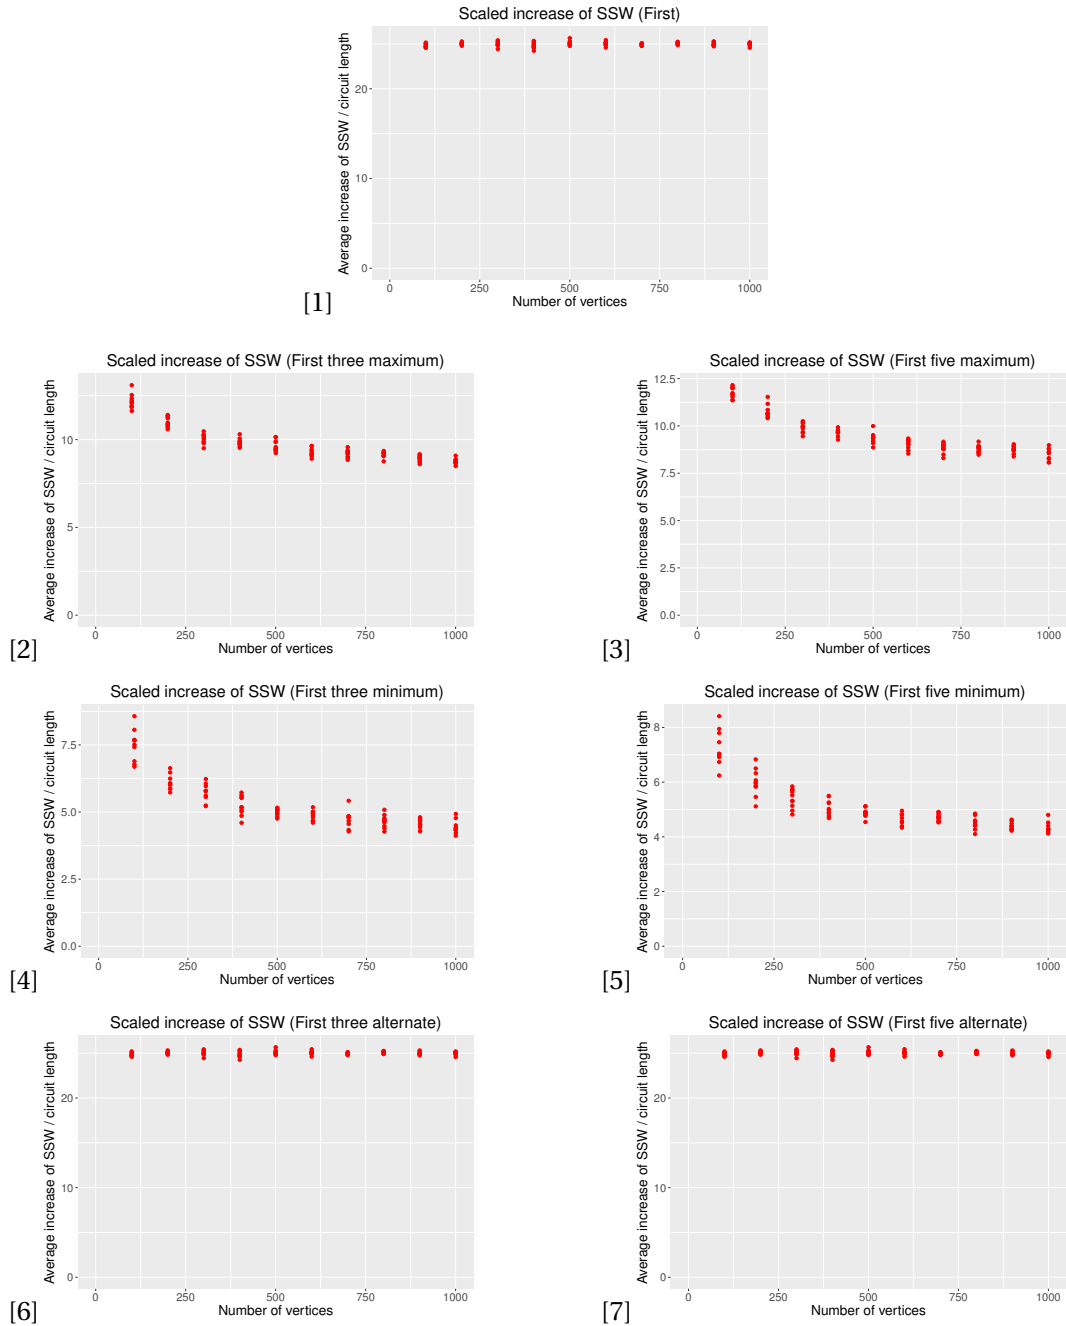 Scaled increase of SSW (First)
Average increase of SSW / circuit length
20
10
0
0 250 500 750 1000
Number of vertices
[1]
Scaled increase of SSW (First three maximum)
Average increase of SSW / circuit length
10
5
0
0 250 500 750 1000
Number of vertices
[2]
Scaled increase of SSW (First five maximum)
Average increase of SSW / circuit length
12.5
10.0
7.5
5.0
2.5
0.0
0 250 500 750 1000
Number of vertices
[3]
Scaled increase of SSW (First three minimum)
Average increase of SSW / circuit length
7.5
5.0
2.5
0.0
0 250 500 750 1000
Number of vertices
[4]
Scaled increase of SSW (First five minimum)
Average increase of SSW / circuit length
8
6
4
2
0
0 250 500 750 1000
Number of vertices
[5]
Scaled increase of SSW (First three alternate)
Average increase of SSW / circuit length
20
10
0
0 250 500 750 1000
Number of vertices
[6]
Scaled increase of SSW (First five alternate)
Average increase of SSW / circuit length
20
10
0
0 250 500 750 1000
Number of vertices
[7]